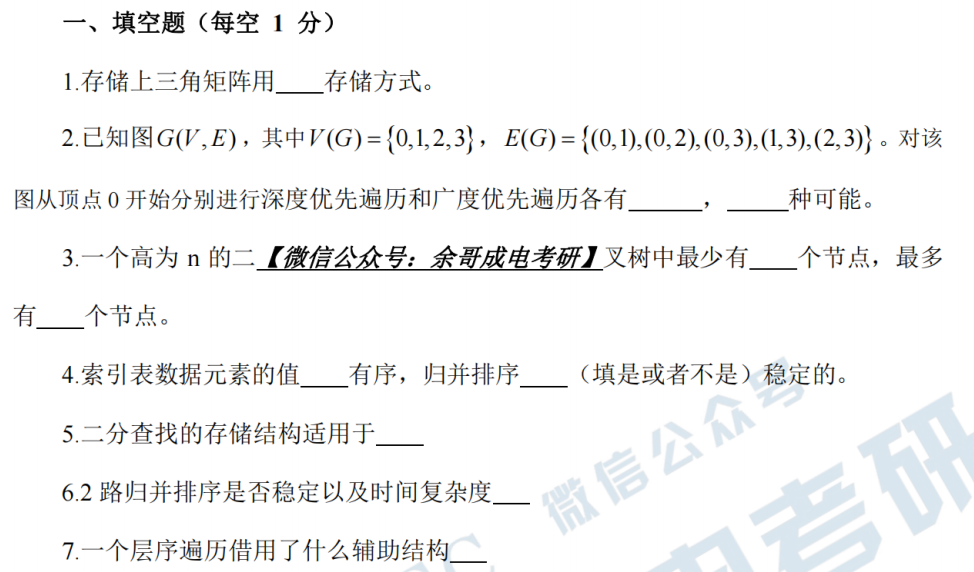 一、填空题（每空 1 分）
1.存储上三角矩阵用____存储方式。
2.已知图G(V,E)，其中V(G)={0,1,2,3}，E(G)={(0,1),(0,2),(0,3),(1,3),(2,3)}。对该
图从顶点 0 开始分别进行深度优先遍历和广度优先遍历各有______，_____种可能。
3.一个高为 n 的二【微信公众号：余哥成电考研】叉树中最少有____个节点，最多
有____个节点。
4.索引表数据元素的值____有序，归并排序____（填是或者不是）稳定的。
5.二分查找的存储结构适用于____
6.2 路归并排序是否稳定以及时间复杂度___
7.一个层序遍历借用了什么辅助结构___
微信公众号
考研